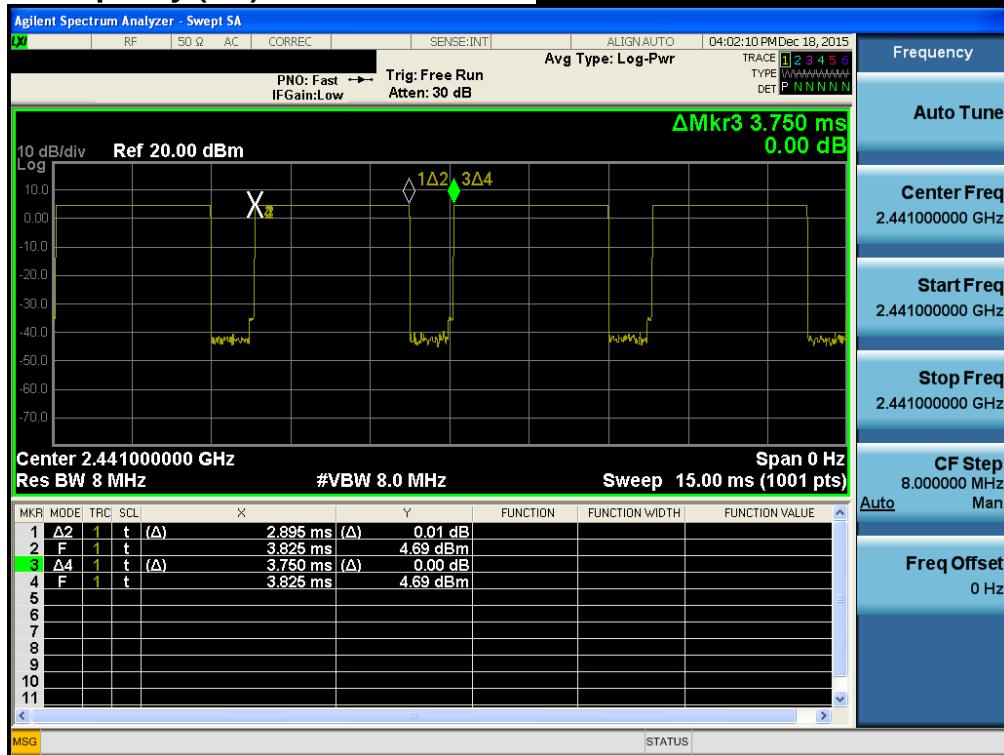 Agilent Spectrum Analyzer - Swept SA
LXI RF 50 Ω AC CORREC SENSE:INT ALIGN AUTO 04:02:10 PM Dec 18, 2015
Avg Type: Log-Pwr TRACE 1 2 3 4 5 6
PNO: Fast Trig: Free Run TYPE WWWWWW
IFGain:Low Atten: 30 dB DET P N N N N N
ΔMkr3 3.750 ms
0.00 dB
10 dB/div Ref 20.00 dBm
Log
10.0
0.00
-10.0
-20.0
-30.0
-40.0
-50.0
-60.0
-70.0
1Δ2 3Δ4
X
Center 2.441000000 GHz Span 0 Hz
Res BW 8 MHz #VBW 8.0 MHz Sweep 15.00 ms (1001 pts)
MKR MODE TRC SCL X Y FUNCTION FUNCTION WIDTH FUNCTION VALUE
1 Δ2 1 t (Δ) 2.895 ms (Δ) 0.01 dB
2 F 1 t 3.825 ms 4.69 dBm
3 Δ4 1 t (Δ) 3.750 ms (Δ) 0.00 dB
4 F 1 t 3.825 ms 4.69 dBm
5
6
7
8
9
10
11
MSG STATUS
Frequency
Auto Tune
Center Freq
2.441000000 GHz
Start Freq
2.441000000 GHz
Stop Freq
2.441000000 GHz
CF Step
8.000000 MHz
Auto Man
Freq Offset
0 Hz